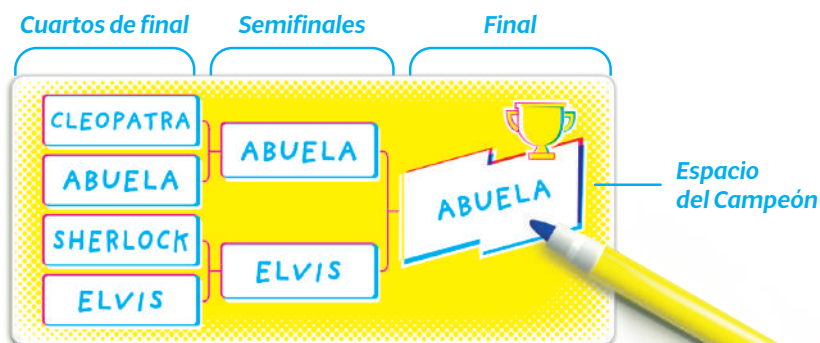 Cuartos de final
Semifinales
Final
CLEOPATRA
ABUELA
SHERLOCK
ELVIS
ABUELA
ELVIS
ABUELA
Espacio
del Campeón